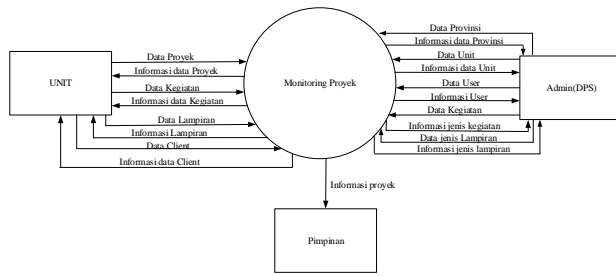 Data Proyek
Informasi data Proyek
Data Kegiatan
Informasi data Kegiatan
Data Lampiran
Informasi Lampiran
Data Client
Informasi data Client
UNIT
Monitoring Proyek
Data Provinsi
Informasi data Provinsi
Data Unit
Informasi data Unit
Data User
Informasi User
Data Kegiatan
Informasi jenis kegiatan
Data jenis Lampiran
Informasi jenis lampiran
Admin(DPS)
Informasi proyek
Pimpinan